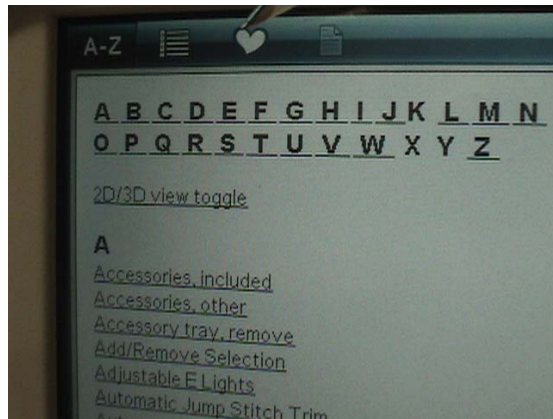 A-Z
A B C D E F G H I J K L M N
O P Q R S T U V W X Y Z
2D/3D view toggle
A
Accessories, included
Accessories, other
Accessory tray, remove
Add/Remove Selection
Adjustable E Lights
Automatic Jump Stitch Trim